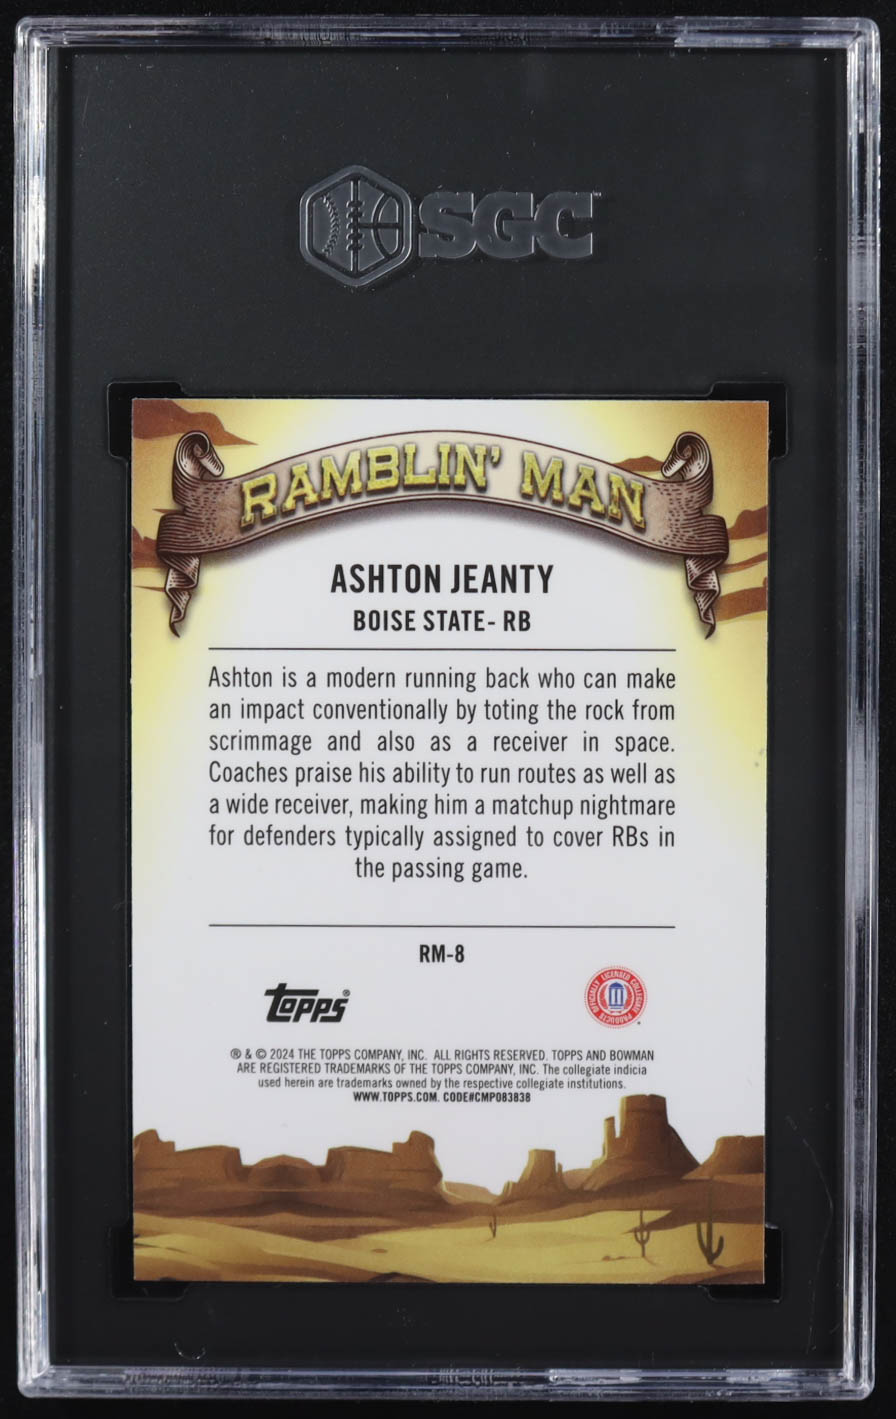 SGC
RAMBLIN' MAN
ASHTON JEANTY
BOISE STATE- RB
Ashton is a modern running back who can make
an impact conventionally by toting the rock from
scrimmage and also as a receiver in space.
Coaches praise his ability to run routes as well as
a wide receiver, making him a matchup nightmare
for defenders typically assigned to cover RBs in
the passing game.
RM-8
topps®
OFFICIALLY LICENSED COLLEGIATE PRODUCTS
® & © 2024 THE TOPPS COMPANY, INC. ALL RIGHTS RESERVED. TOPPS AND BOWMAN
ARE REGISTERED TRADEMARKS OF THE TOPPS COMPANY, INC. The collegiate indicia
used herein are trademarks owned by the respective collegiate institutions.
WWW.TOPPS.COM. CODE#CMP083838